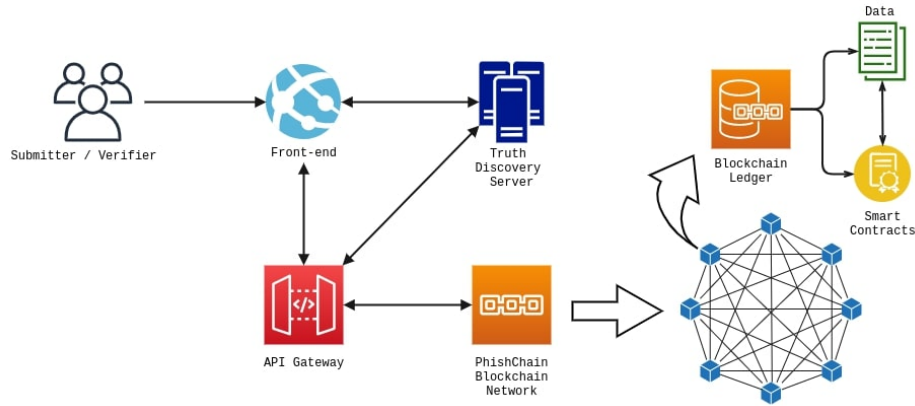 Data
Submitter / Verifier
Front-end
Truth
Discovery
Server
Blockchain
Ledger
Smart
Contracts
</>
API Gateway
PhishChain
Blockchain
Network